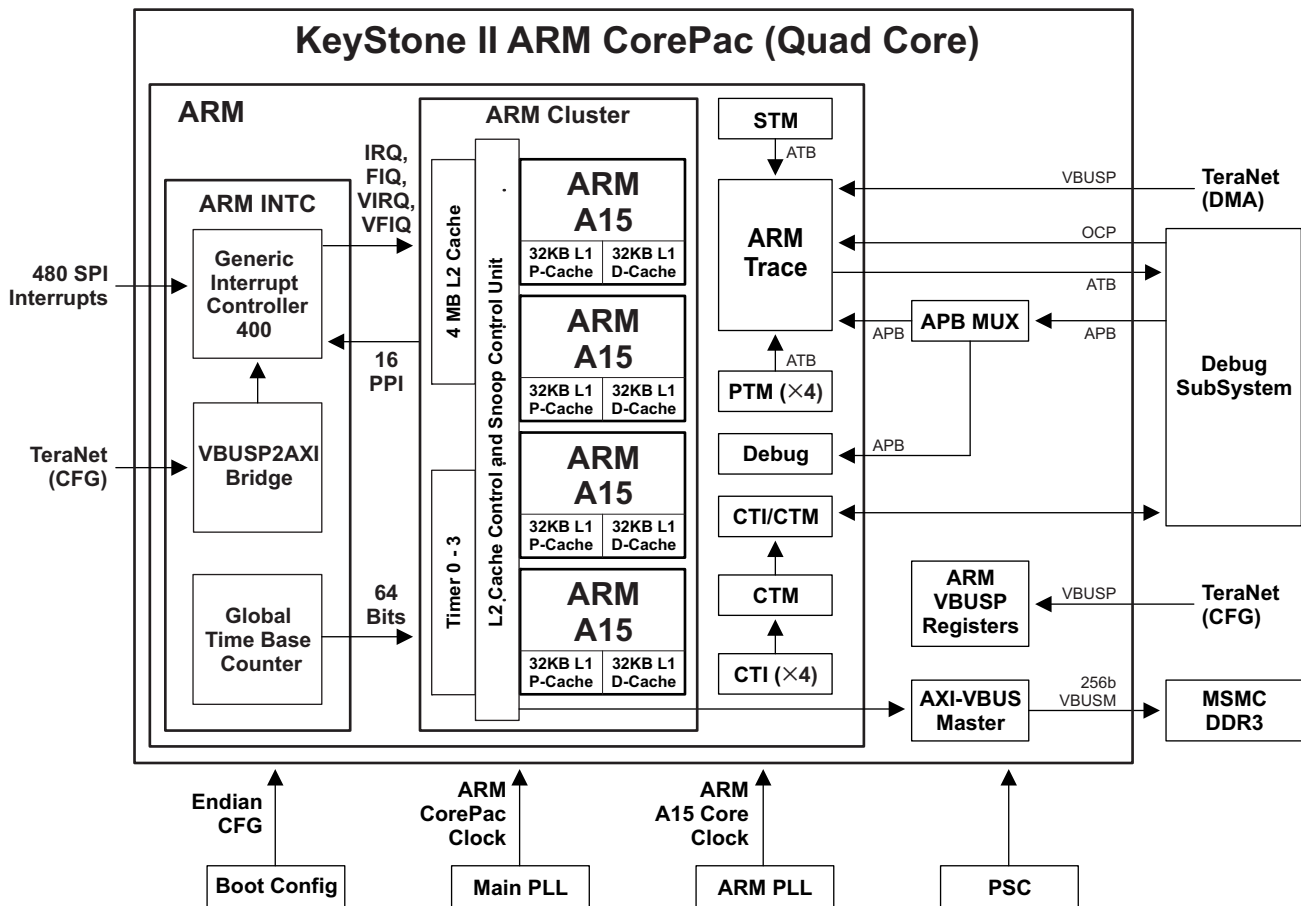 KeyStone II ARM CorePac (Quad Core)
ARM
ARM INTC
Generic
Interrupt
Controller
400
VBUSP2AXI
Bridge
Global
Time Base
Counter
480 SPI
Interrupts
TeraNet
(CFG)
IRQ,
FIQ,
VIRQ,
VFIQ
16
PPI
64
Bits
ARM Cluster
4 MB L2 Cache
Timer 0 - 3
L2 Cache Control and Snoop Control Unit
ARM
A15
32KB L1
P-Cache
32KB L1
D-Cache
ARM
A15
32KB L1
P-Cache
32KB L1
D-Cache
ARM
A15
32KB L1
P-Cache
32KB L1
D-Cache
ARM
A15
32KB L1
P-Cache
32KB L1
D-Cache
STM
ATB
ARM
Trace
ATB
PTM (×4)
Debug
CTI/CTM
CTM
CTI (×4)
VBUSP
TeraNet
(DMA)
OCP
ATB
APB
APB MUX
APB
APB
Debug
SubSystem
ARM
VBUSP
Registers
VBUSP
TeraNet
(CFG)
AXI-VBUS
Master
256b
VBUSM
MSMC
DDR3
Endian
CFG
Boot Config
ARM
CorePac
Clock
Main PLL
ARM
A15 Core
Clock
ARM PLL
PSC